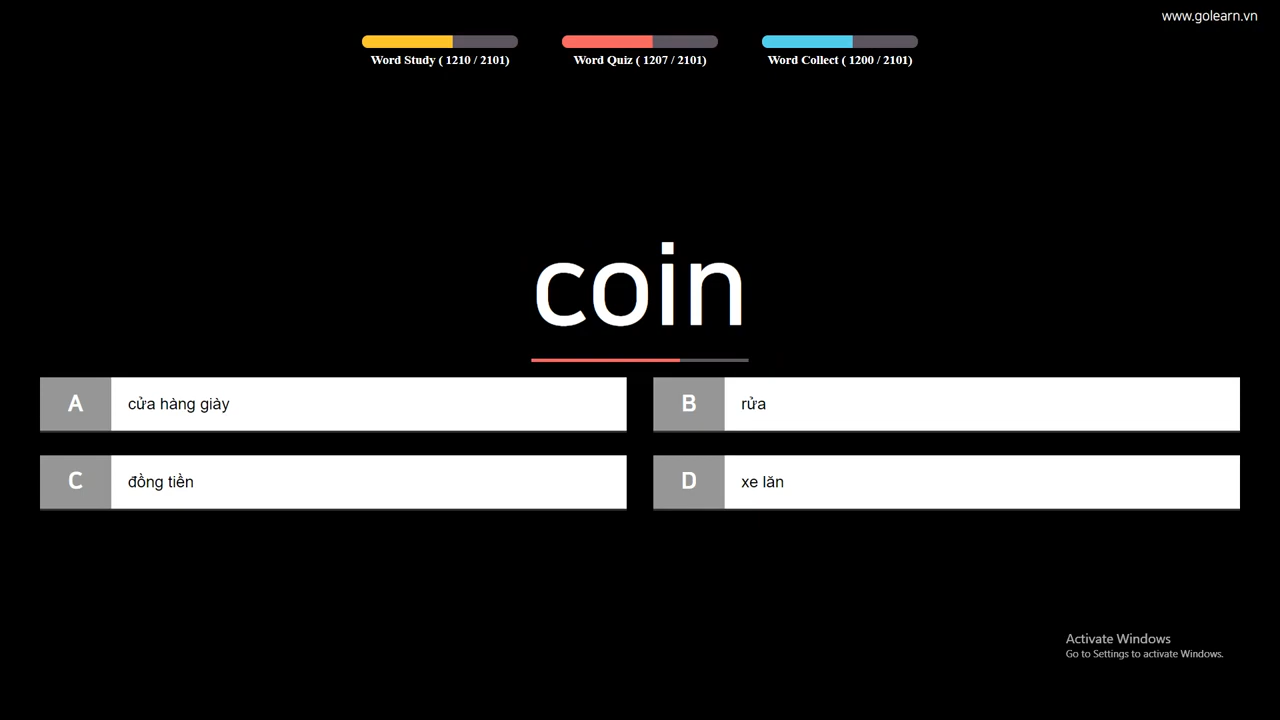 www.golearn.vn
Word Study ( 1210 / 2101)
Word Quiz ( 1207 / 2101)
Word Collect ( 1200 / 2101)
coin
A cửa hàng giày
B rửa
C đồng tiền
D xe lăn
Activate Windows
Go to Settings to activate Windows.